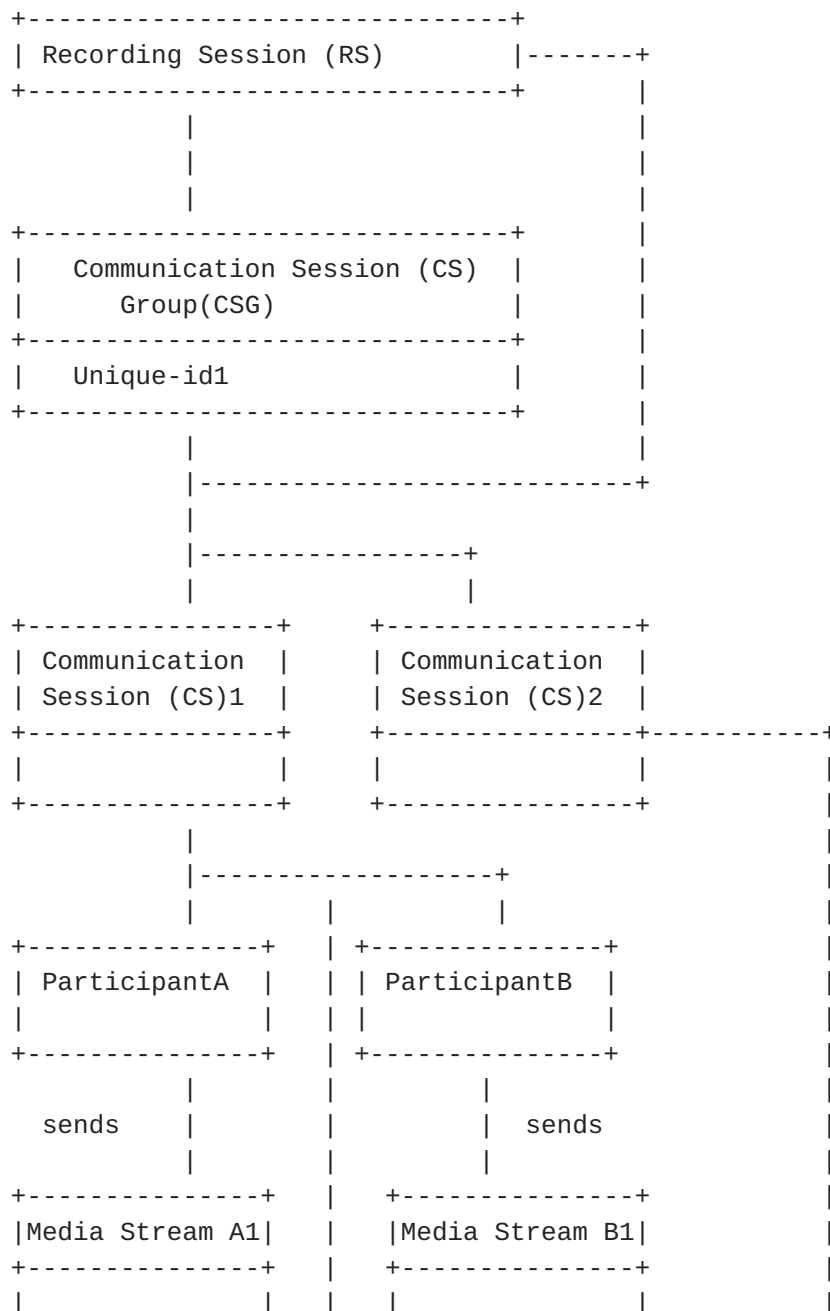 +-------------------------------+
| Recording Session (RS)        |-------+
+-------------------------------+       |
           |                            |
           |                            |
           |                            |
+-------------------------------+       |
|   Communication Session (CS)  |       |
|      Group(CSG)               |       |
+-------------------------------+       |
|   Unique-id1                  |       |
+-------------------------------+       |
           |                            |
           |----------------------------+
           |
           |-----------------+
           |                 |
+----------------+     +----------------+
| Communication  |     | Communication  |
| Session (CS)1  |     | Session (CS)2  |
+----------------+     +----------------+-----------+
|                |     |                |           |
+----------------+     +----------------+           |
           |                                        |
           |-------------------+                    |
           |        |          |                    |
+---------------+   | +---------------+             |
| ParticipantA  |   | | ParticipantB  |             |
|               |   | |               |             |
+---------------+   | +---------------+             |
           |        |         |                     |
  sends    |        |         |  sends              |
           |        |         |                     |
+---------------+   |   +---------------+           |
|Media Stream A1|   |   |Media Stream B1|           |
+---------------+   |   +---------------+           |
|               |   |   |               |           |